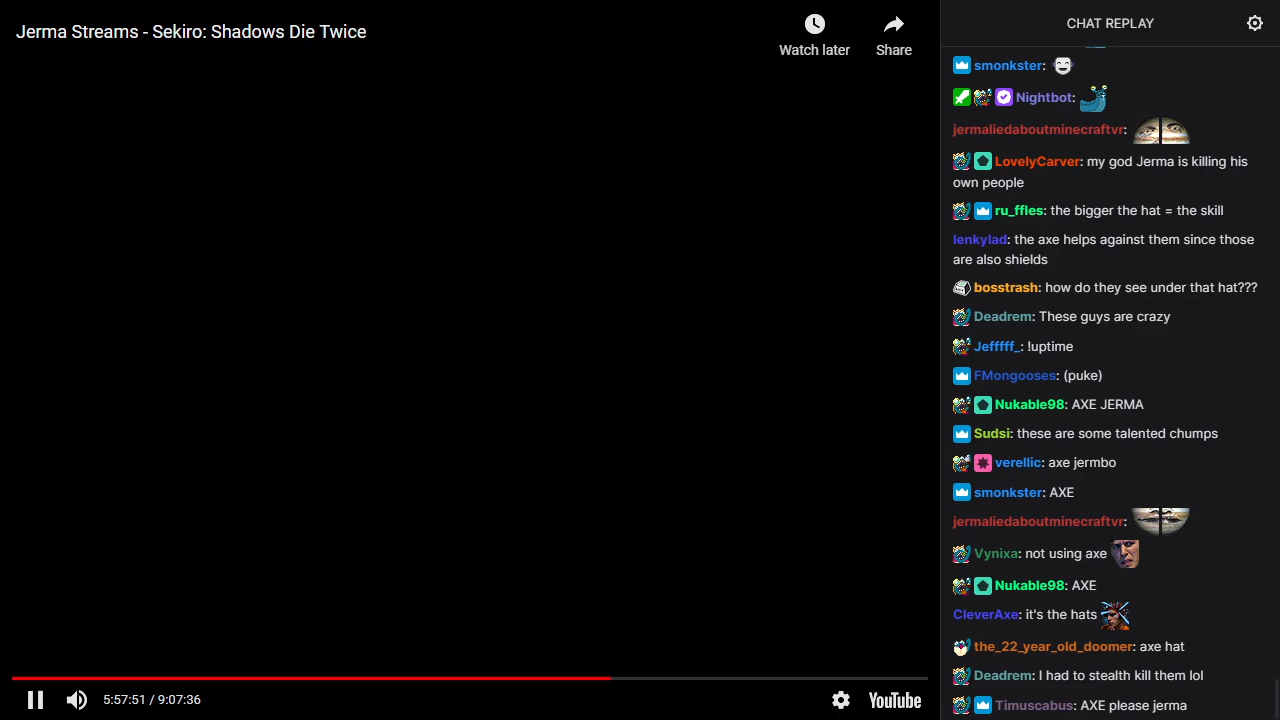 Jerma Streams - Sekiro: Shadows Die Twice
Watch later
Share
5:57:51 / 9:07:36
YouTube
CHAT REPLAY
smonkster:
Nightbot:
jermaliedaboutminecraftvr:
LovelyCarver: my god Jerma is killing his
own people
ru_ffles: the bigger the hat = the skill
lenkylad: the axe helps against them since those
are also shields
bosstrash: how do they see under that hat???
Deadrem: These guys are crazy
Jefffff_: !uptime
FMongooses: (puke)
Nukable98: AXE JERMA
Sudsi: these are some talented chumps
verellic: axe jermbo
smonkster: AXE
jermaliedaboutminecraftvr:
Vynixa: not using axe
Nukable98: AXE
CleverAxe: it's the hats
the_22_year_old_doomer: axe hat
Deadrem: I had to stealth kill them lol
Timuscabus: AXE please jerma